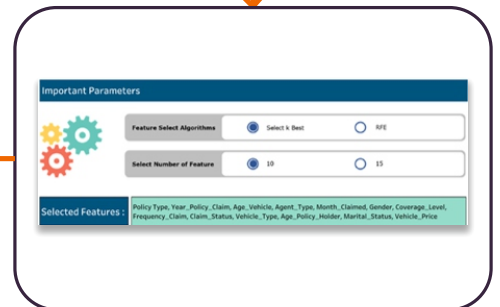 Important Parameters
Feature Select Algorithms Select k Best RFE
Select Number of Feature 10 15
Selected Features : Policy Type, Year_Policy_Claim, Age_Vehicle, Agent_Type, Month_Claimed, Gender, Coverage_Level,
Frequency_Claim, Claim_Status, Vehicle_Type, Age_Policy_Holder, Marital_Status, Vehicle_Price